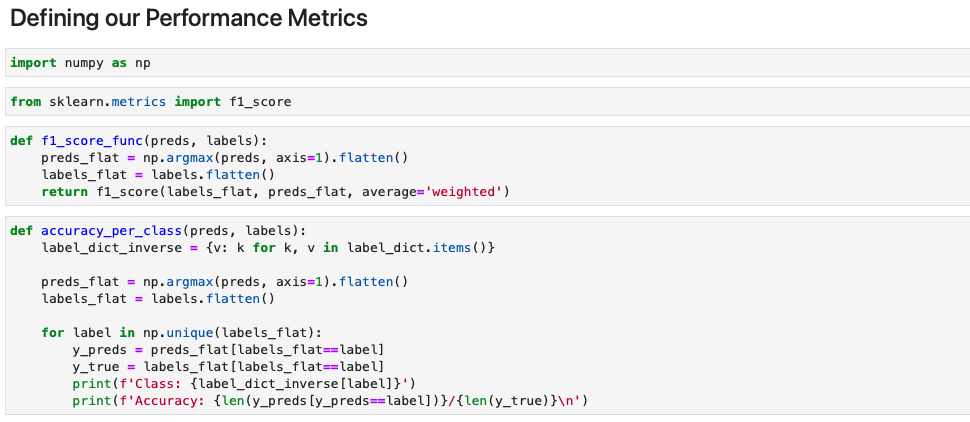 Defining our Performance Metrics
import numpy as np
from sklearn.metrics import f1_score
def f1_score_func(preds, labels):
    preds_flat = np.argmax(preds, axis=1).flatten()
    labels_flat = labels.flatten()
    return f1_score(labels_flat, preds_flat, average='weighted')
def accuracy_per_class(preds, labels):
    label_dict_inverse = {v: k for k, v in label_dict.items()}
    preds_flat = np.argmax(preds, axis=1).flatten()
    labels_flat = labels.flatten()
    for label in np.unique(labels_flat):
        y_preds = preds_flat[labels_flat==label]
        y_true = labels_flat[labels_flat==label]
        print(f'Class: {label_dict_inverse[label]}')
        print(f'Accuracy: {len(y_preds[y_preds==label])}/{len(y_true)}\n')